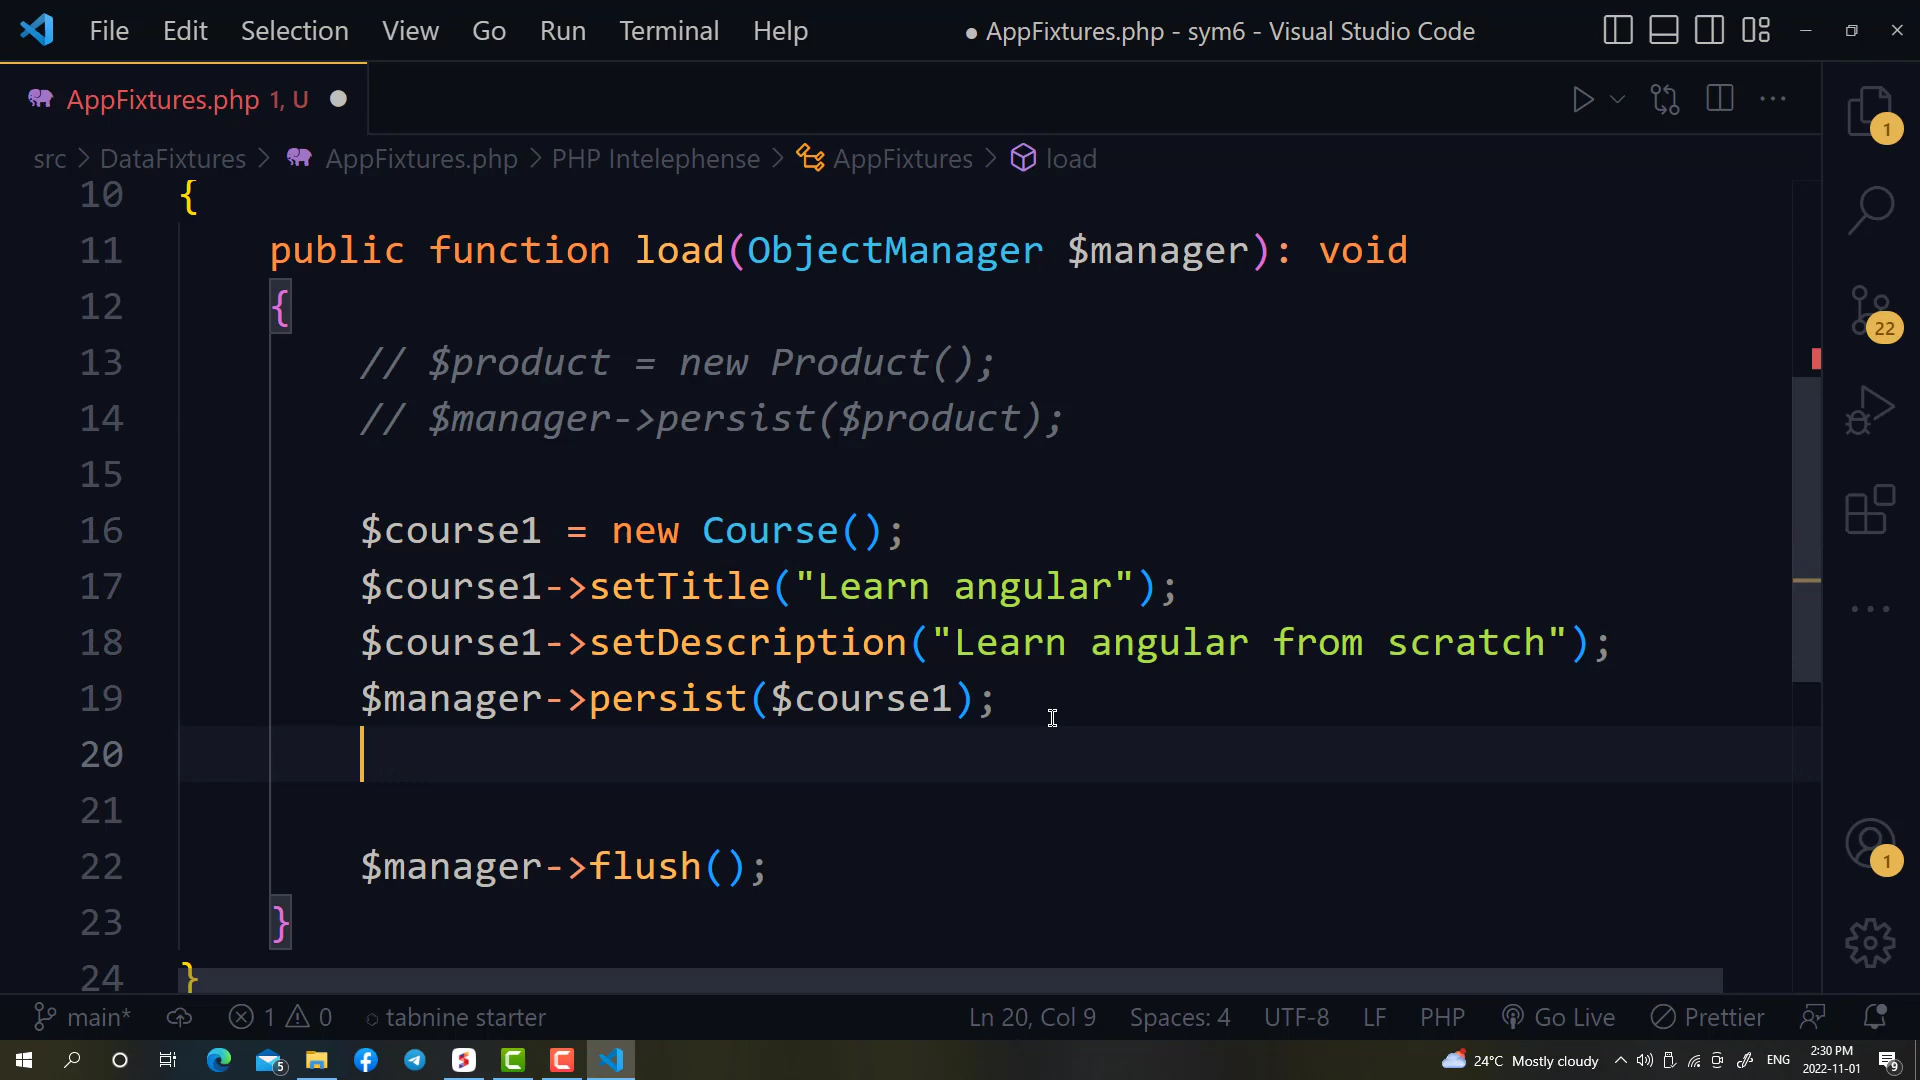 File Edit Selection View Go Run Terminal Help ● AppFixtures.php - sym6 - Visual Studio Code
AppFixtures.php 1, U
src > DataFixtures > AppFixtures.php > PHP Intelephense > AppFixtures > load
10 {
11 public function load(ObjectManager $manager): void
12 {
13 // $product = new Product();
14 // $manager->persist($product);
15
16 $course1 = new Course();
17 $course1->setTitle("Learn angular");
18 $course1->setDescription("Learn angular from scratch");
19 $manager->persist($course1);
20
21
22 $manager->flush();
23 }
24 }
1
22
1
main* 1 0 tabnine starter Ln 20, Col 9 Spaces: 4 UTF-8 LF PHP Go Live Prettier
5 24°C Mostly cloudy ENG 2:30 PM 2022-11-01 9